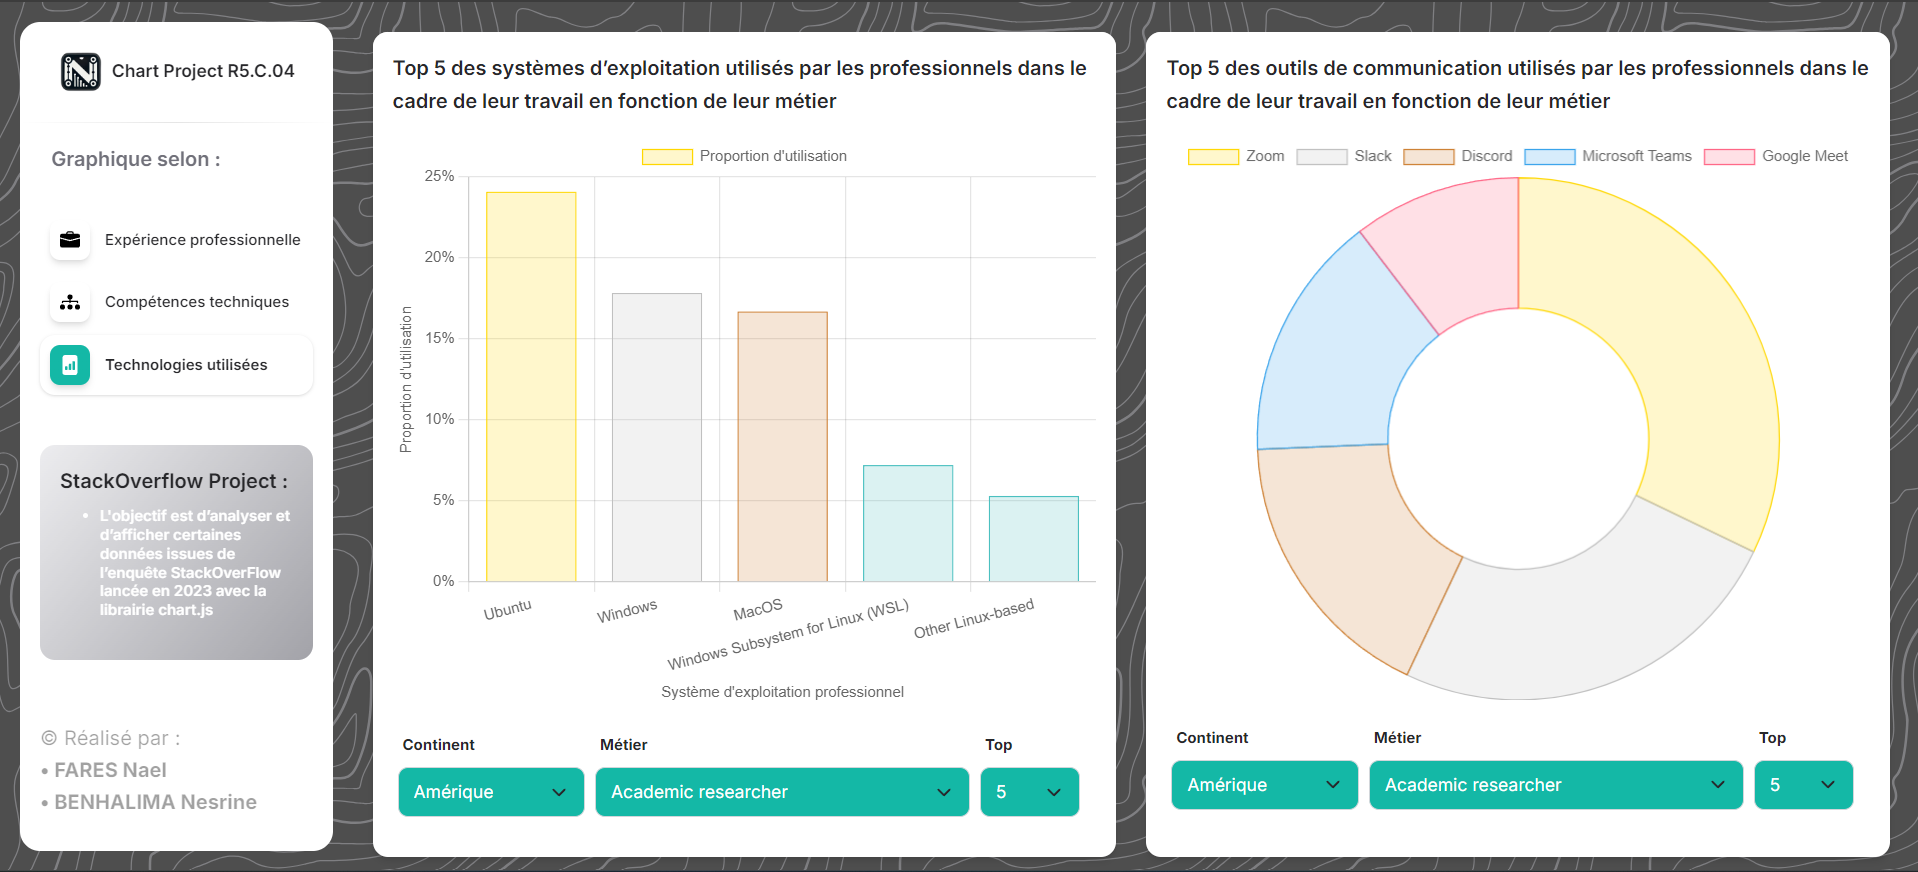 Chart Project R5.C.04
Graphique selon :
Expérience professionnelle
Compétences techniques
Technologies utilisées
StackOverflow Project :
• L'objectif est d’analyser et
d’afficher certaines
données issues de
l’enquête StackOverFlow
lancée en 2023 avec la
librairie chart.js
© Réalisé par :
• FARES Nael
• BENHALIMA Nesrine
Top 5 des systèmes d’exploitation utilisés par les professionnels dans le
cadre de leur travail en fonction de leur métier
Proportion d'utilisation
25%
20%
15%
10%
5%
0%
Proportion d'utilisation
Ubuntu
Windows
MacOS
Windows Subsystem for Linux (WSL)
Other Linux-based
Système d'exploitation professionnel
Continent Métier Top
Amérique Academic researcher 5
Top 5 des outils de communication utilisés par les professionnels dans le
cadre de leur travail en fonction de leur métier
Zoom Slack Discord Microsoft Teams Google Meet
Continent Métier Top
Amérique Academic researcher 5